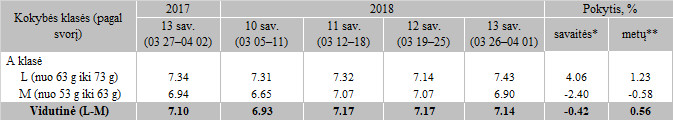 Kokybės klasės (pagal svorį) 2017 2018 Pokytis, %
13 sav. (03 27–04 02) 10 sav. (03 05–11) 11 sav. (03 12–18) 12 sav. (03 19–25) 13 sav. (03 26–04 01) savaitės* metų**
A klasė
L (nuo 63 g iki 73 g) 7.34 7.31 7.32 7.14 7.43 4.06 1.23
M (nuo 53 g iki 63 g) 6.94 6.65 7.07 7.07 6.90 -2.40 -0.58
Vidutinė (L-M) 7.10 6.93 7.17 7.17 7.14 -0.42 0.56